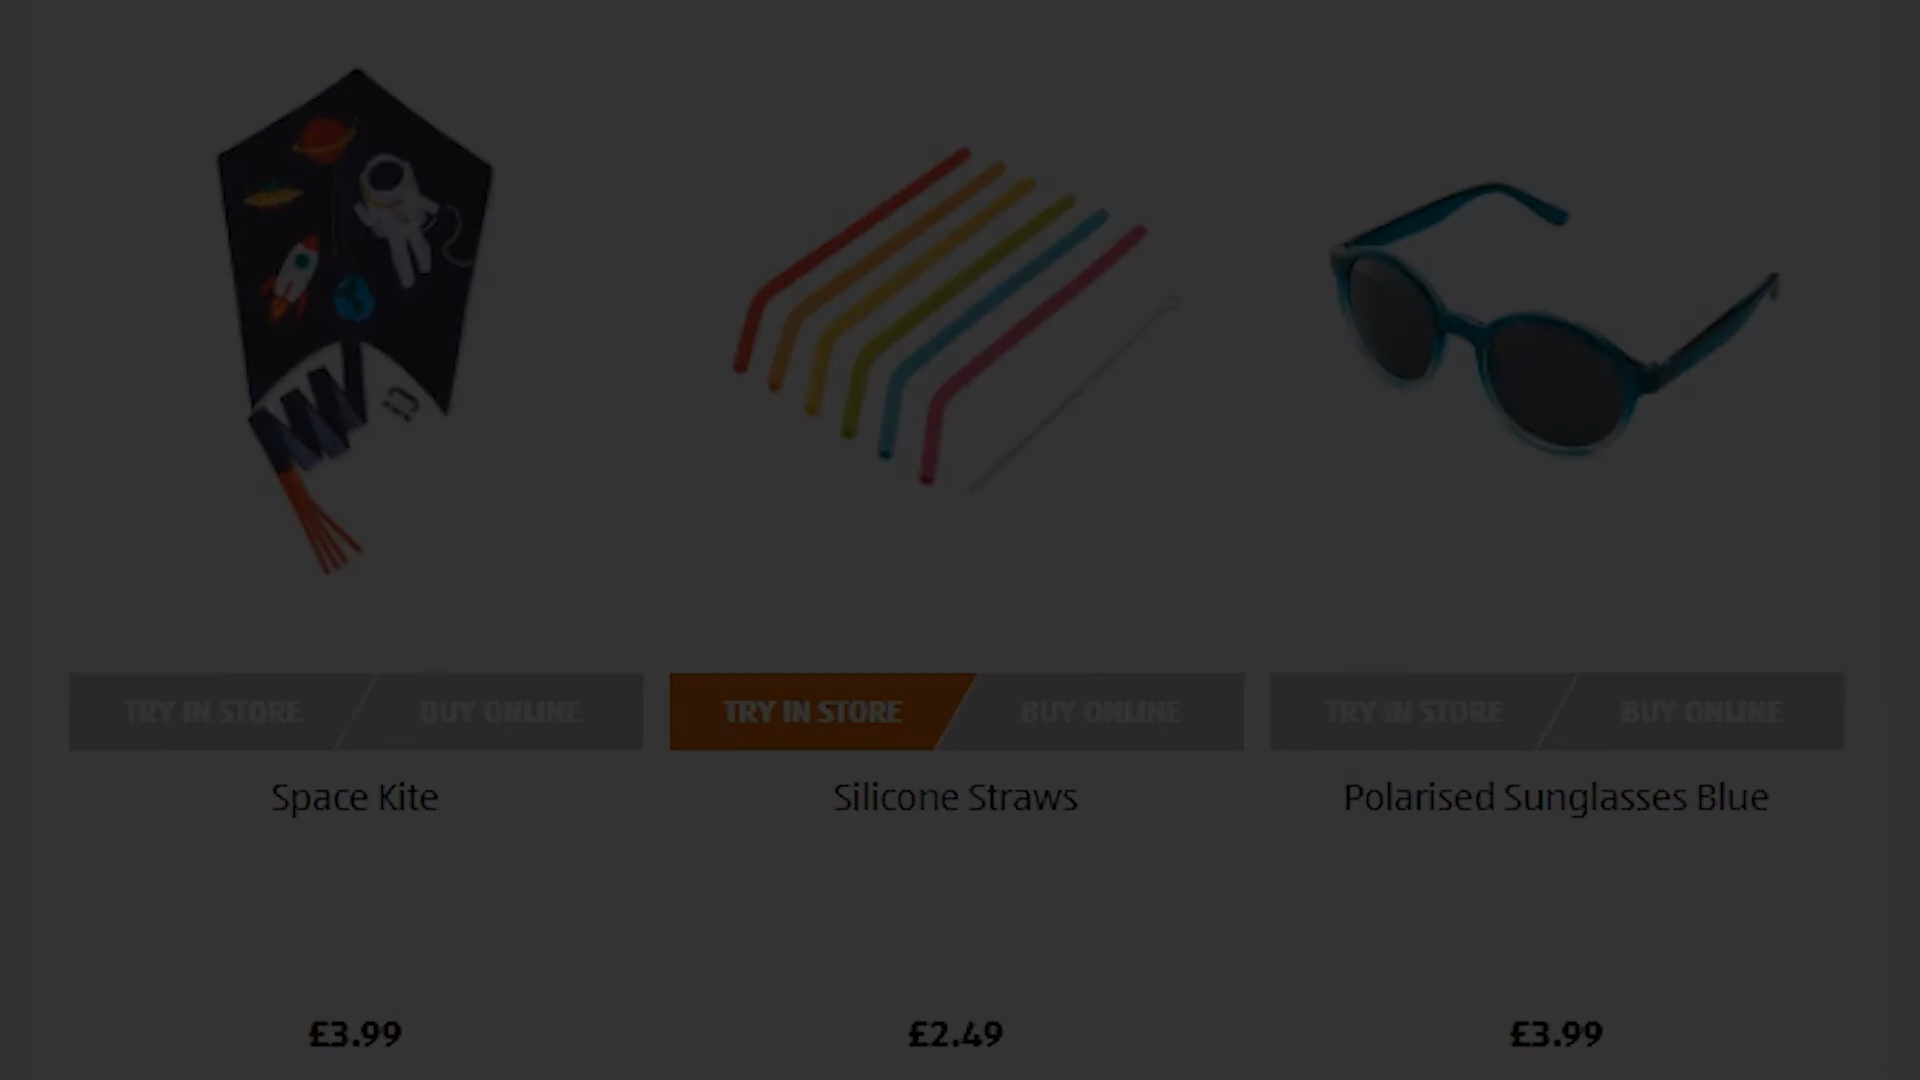 TRY IN STORE BUY ONLINE TRY IN STORE BUY ONLINE TRY IN STORE BUY ONLINE
Space Kite Silicone Straws Polarised Sunglasses Blue
£3.99 £2.49 £3.99